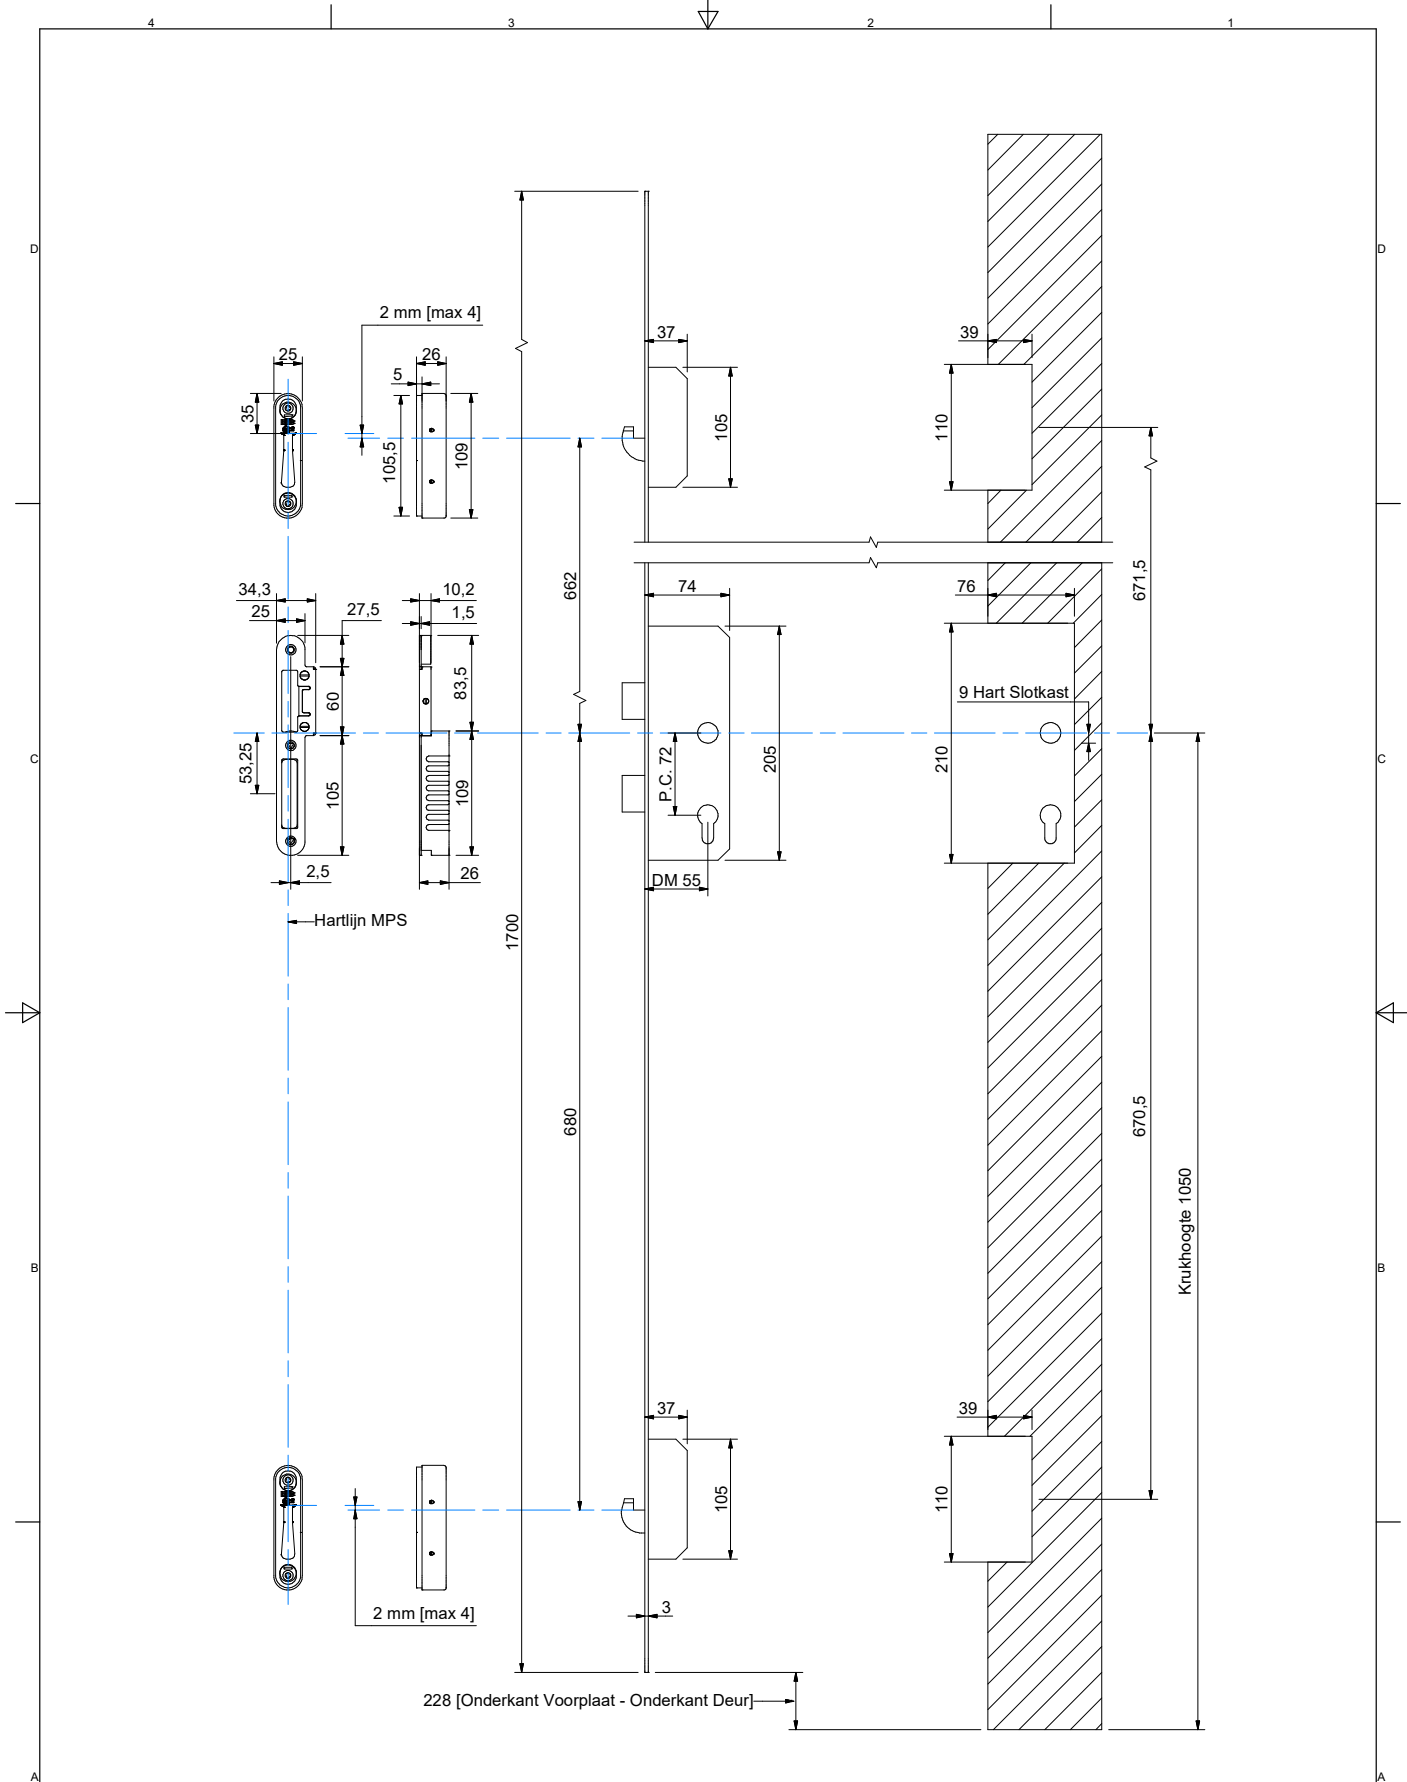 4 3 2 1
D D
2 mm [max 4]
37 39
25 26
5
35
105,5 109 105 110
662 671,5
34,3 10,2 74 76
25 27,5 1,5
60 83,5
9 Hart Slotkast
53,25 105 109 P.C. 72 205 210
C C
2,5 26 DM 55
Hartlijn MPS
1700
680 670,5
Krukhoogte 1050
B B
37 39
105 110
2 mm [max 4]
3
228 [Onderkant Voorplaat - Onderkant Deur]
A A